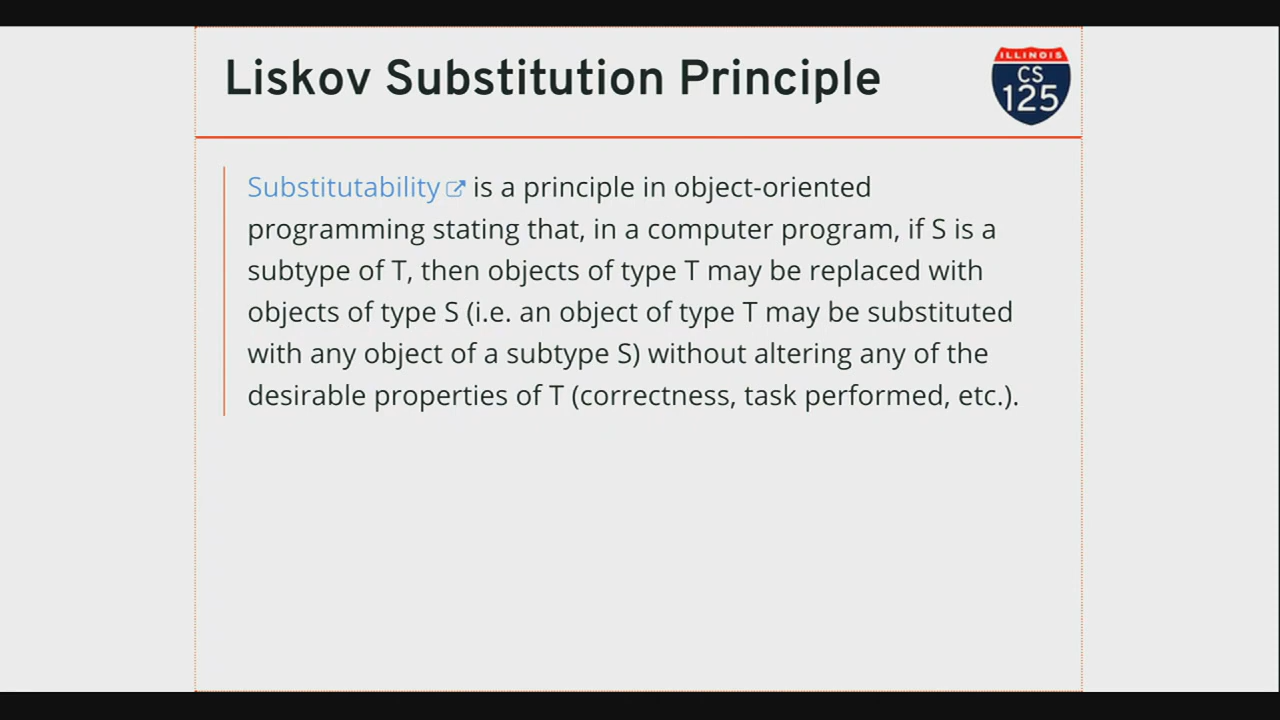 Liskov Substitution Principle
ILLINOIS
CS
125
Substitutability is a principle in object-oriented
programming stating that, in a computer program, if S is a
subtype of T, then objects of type T may be replaced with
objects of type S (i.e. an object of type T may be substituted
with any object of a subtype S) without altering any of the
desirable properties of T (correctness, task performed, etc.).